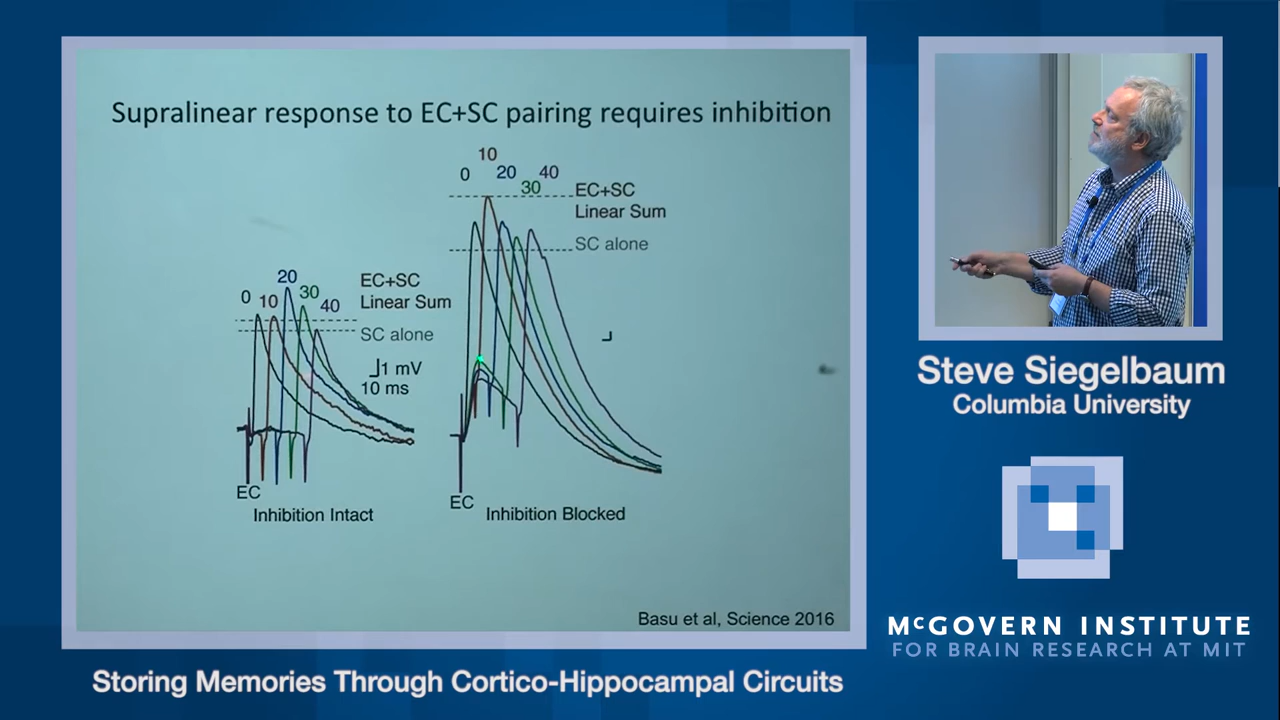 Supralinear response to EC+SC pairing requires inhibition
10
0
20
40
30
EC+SC
Linear Sum
SC alone
20
0
10
30
40
EC+SC
Linear Sum
SC alone
1 mV
10 ms
EC
Inhibition Intact
EC
Inhibition Blocked
Basu et al, Science 2016
Storing Memories Through Cortico-Hippocampal Circuits
Steve Siegelbaum
Columbia University
McGOVERN INSTITUTE
FOR BRAIN RESEARCH AT MIT